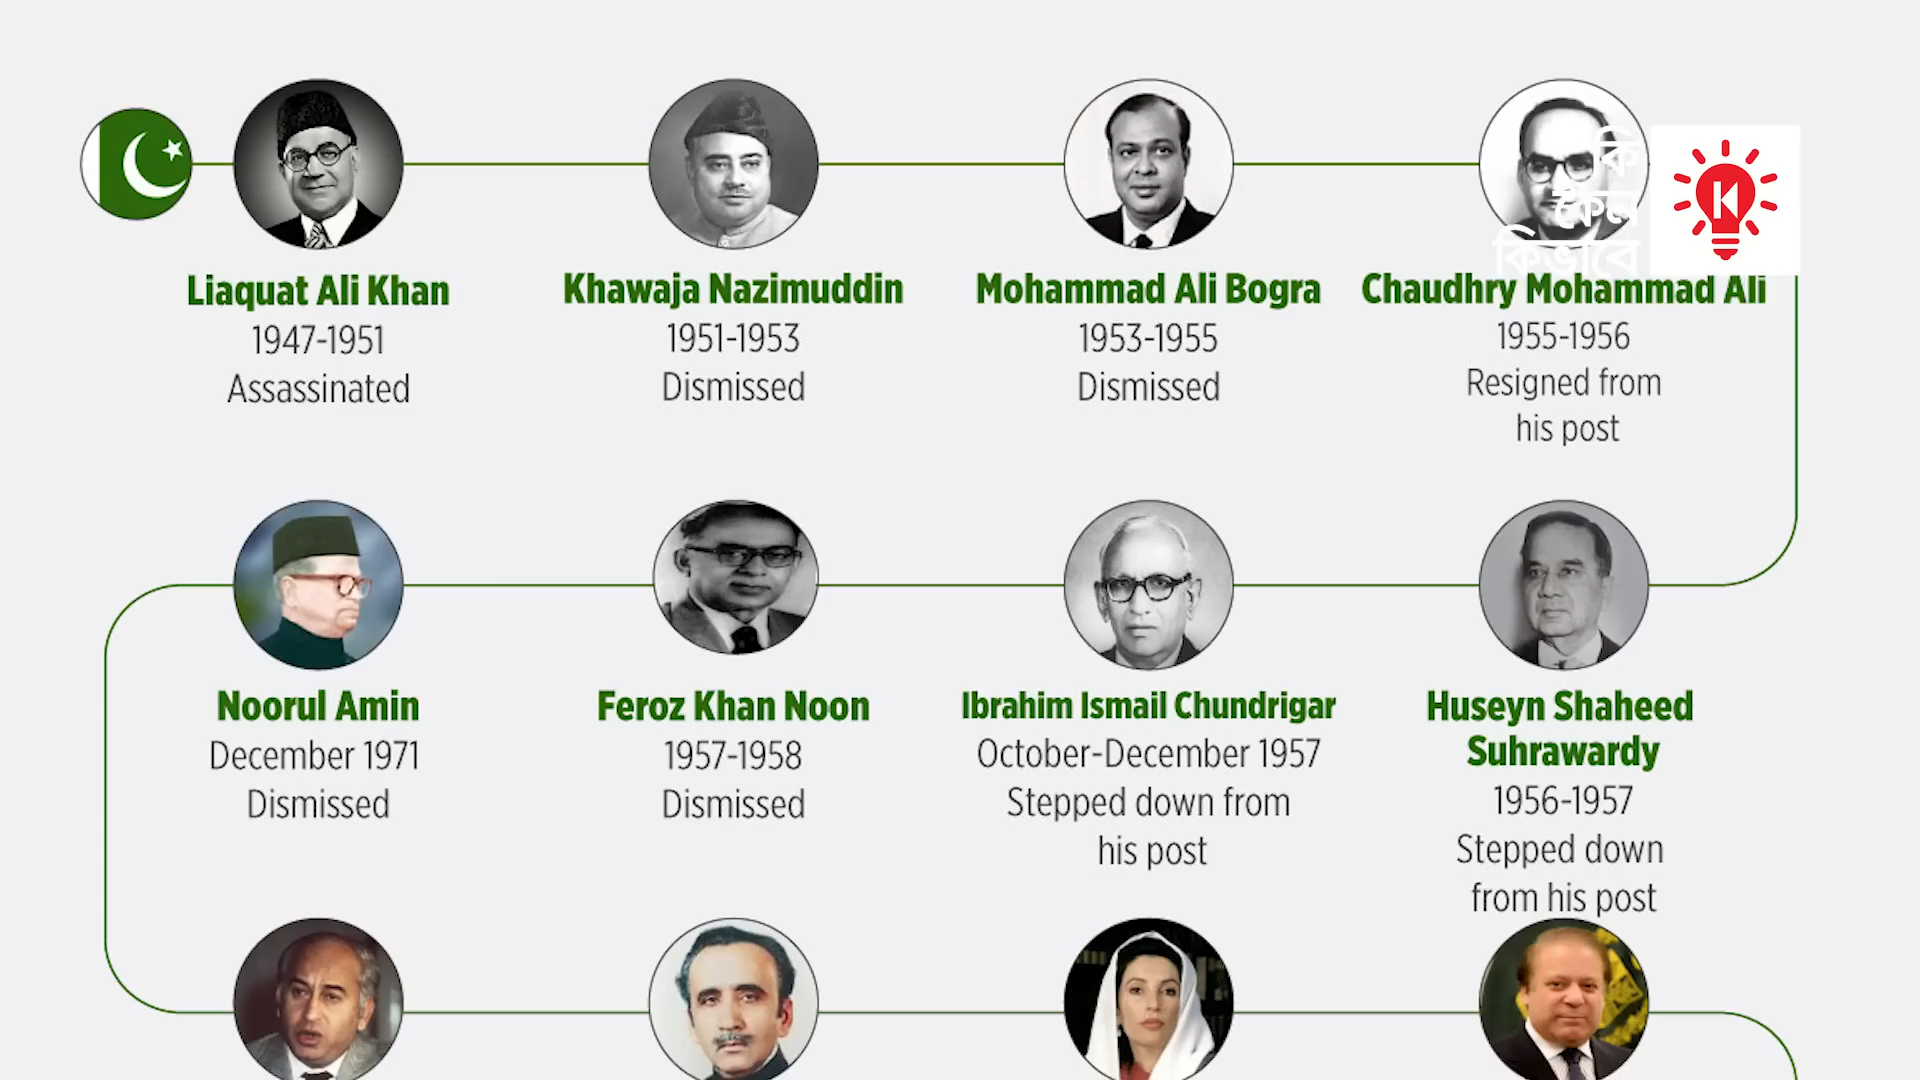 Liaquat Ali Khan
1947-1951
Assassinated
Khawaja Nazimuddin
1951-1953
Dismissed
Mohammad Ali Bogra
1953-1955
Dismissed
Chaudhry Mohammad Ali
1955-1956
Resigned from
his post
কি
কেন
কিভাবে
K
Noorul Amin
December 1971
Dismissed
Feroz Khan Noon
1957-1958
Dismissed
Ibrahim Ismail Chundrigar
October-December 1957
Stepped down from
his post
Huseyn Shaheed
Suhrawardy
1956-1957
Stepped down
from his post